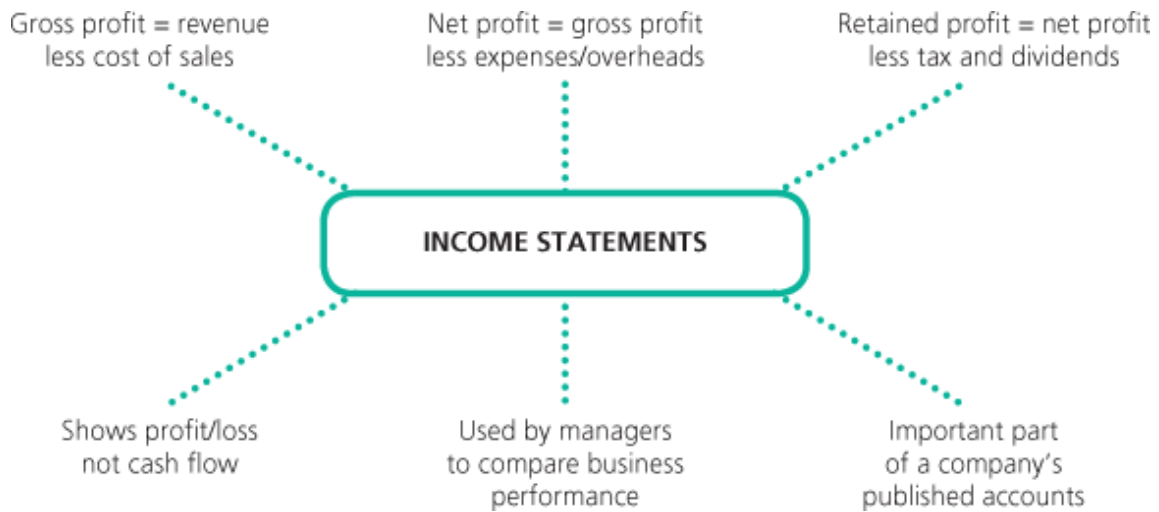 Gross profit = revenue
less cost of sales
Net profit = gross profit
less expenses/overheads
Retained profit = net profit
less tax and dividends
INCOME STATEMENTS
Shows profit/loss
not cash flow
Used by managers
to compare business
performance
Important part
of a company's
published accounts